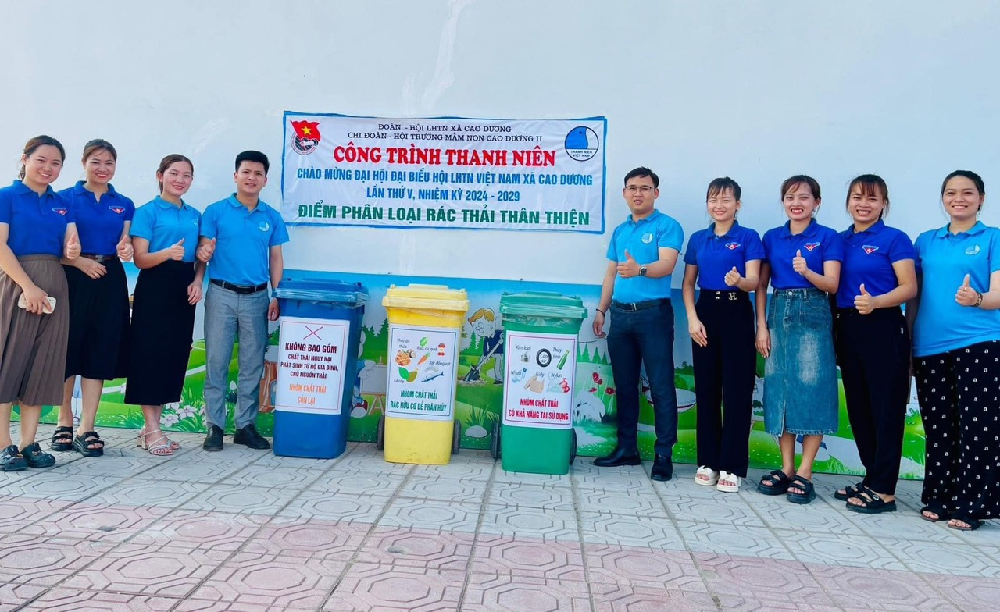 ĐOÀN - HỘI LHTN XÃ CAO DƯƠNG
CHI ĐOÀN - HỘI TRƯỜNG MẦM NON CAO DƯƠNG II
CÔNG TRÌNH THANH NIÊN
CHÀO MỪNG ĐẠI HỘI ĐẠI BIỂU HỘI LHTN VIỆT NAM XÃ CAO DƯƠNG
LẦN THỨ V, NHIỆM KỲ 2024 - 2029
ĐIỂM PHÂN LOẠI RÁC THẢI THÂN THIỆN
THANH NIÊN
VIỆT NAM
KHÔNG BAO GỒM
CHẤT THẢI NGUY HẠI
PHÁT SINH TỪ HỘ GIA ĐÌNH,
CHỦ NGUỒN THẢI
NHÓM CHẤT THẢI
CÒN LẠI
Thức ăn
thừa
Rau, củ, quả
Xác động vật
Lá cây
NHÓM CHẤT THẢI
RÁC HỮU CƠ DỄ PHÂN HỦY
Kim loại
Thủy
tinh
Cao
su
Nhựa
Giấy
Nylon
NHÓM CHẤT THẢI
CÓ KHẢ NĂNG TÁI SỬ DỤNG